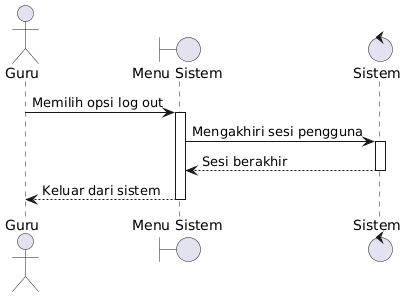 Guru
Menu Sistem
Sistem
Memilih opsi log out
Mengakhiri sesi pengguna
Sesi berakhir
Keluar dari sistem
Guru
Menu Sistem
Sistem